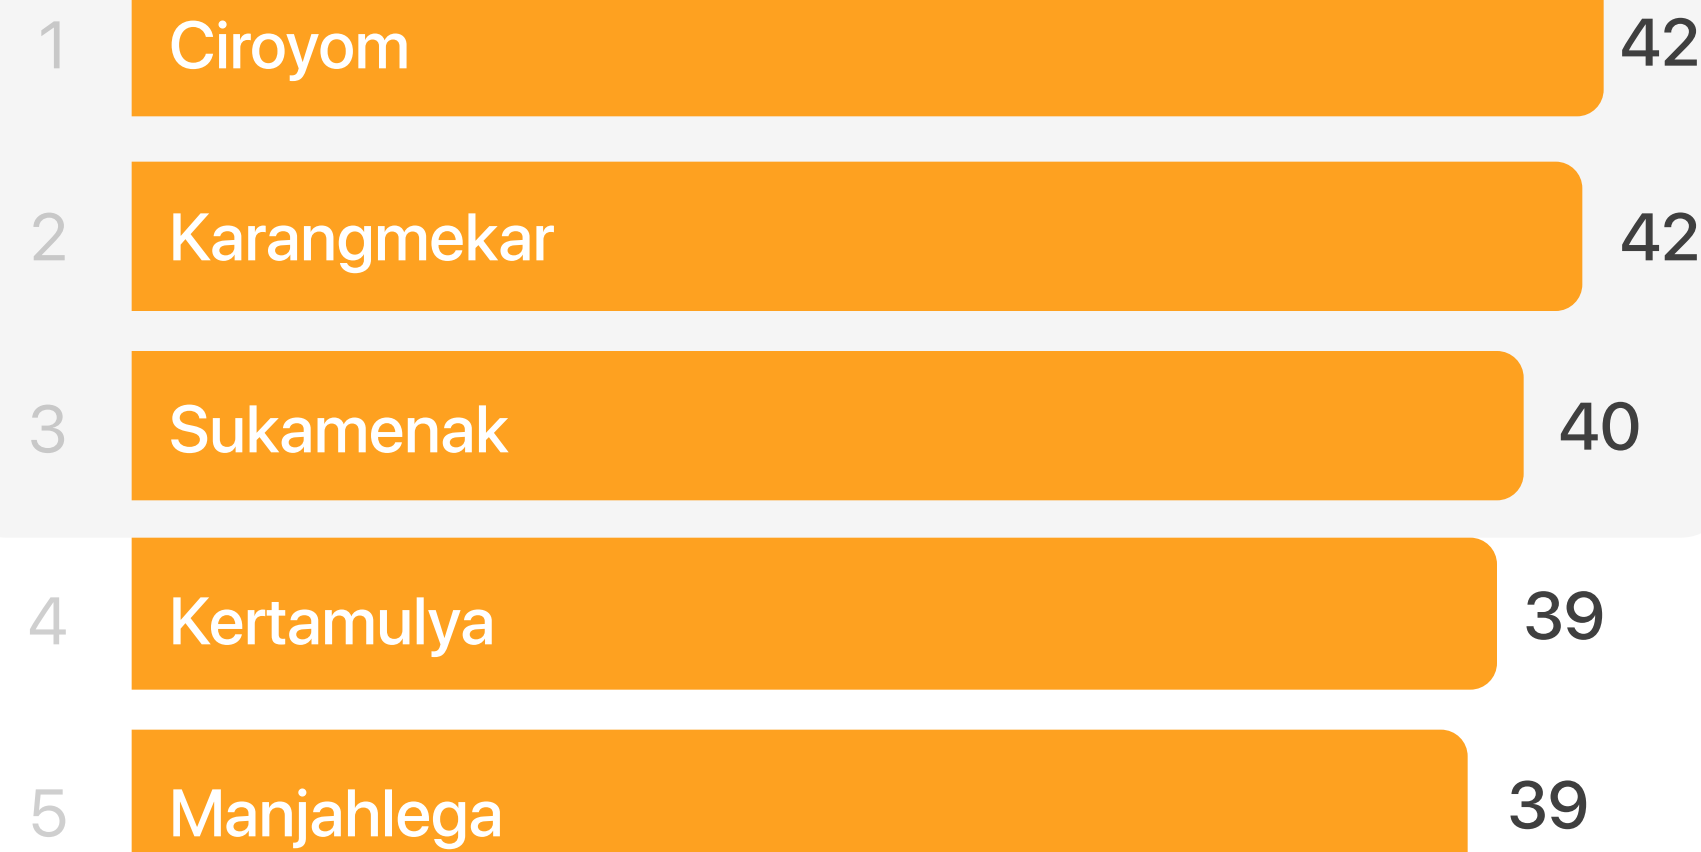 1 Ciroyom 42
2 Karangmekar 42
3 Sukamenak 40
4 Kertamulya 39
5 Manjahlega 39